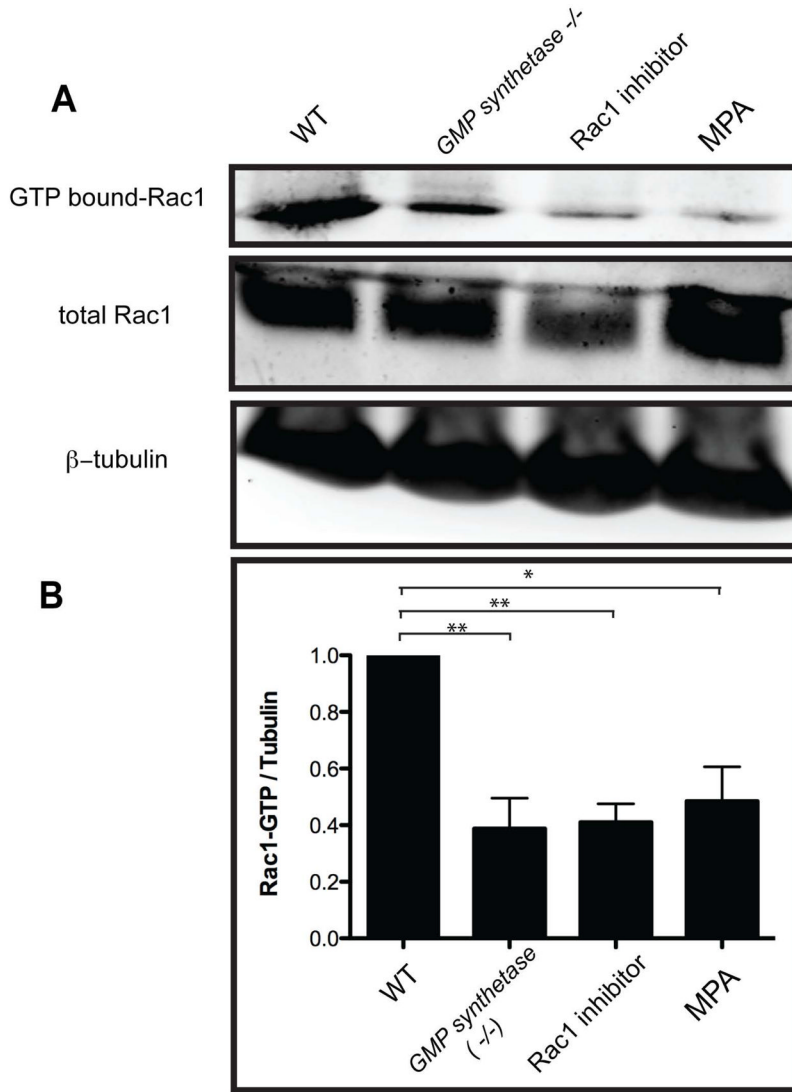 A
WT
GMP synthetase -/-
Rac1 inhibitor
MPA
GTP bound-Rac1
total Rac1
β-tubulin
B
*
**
**
Rac1-GTP / Tubulin
1.0
0.8
0.6
0.4
0.2
0.0
WT
GMP synthetase
(-/-)
Rac1 inhibitor
MPA